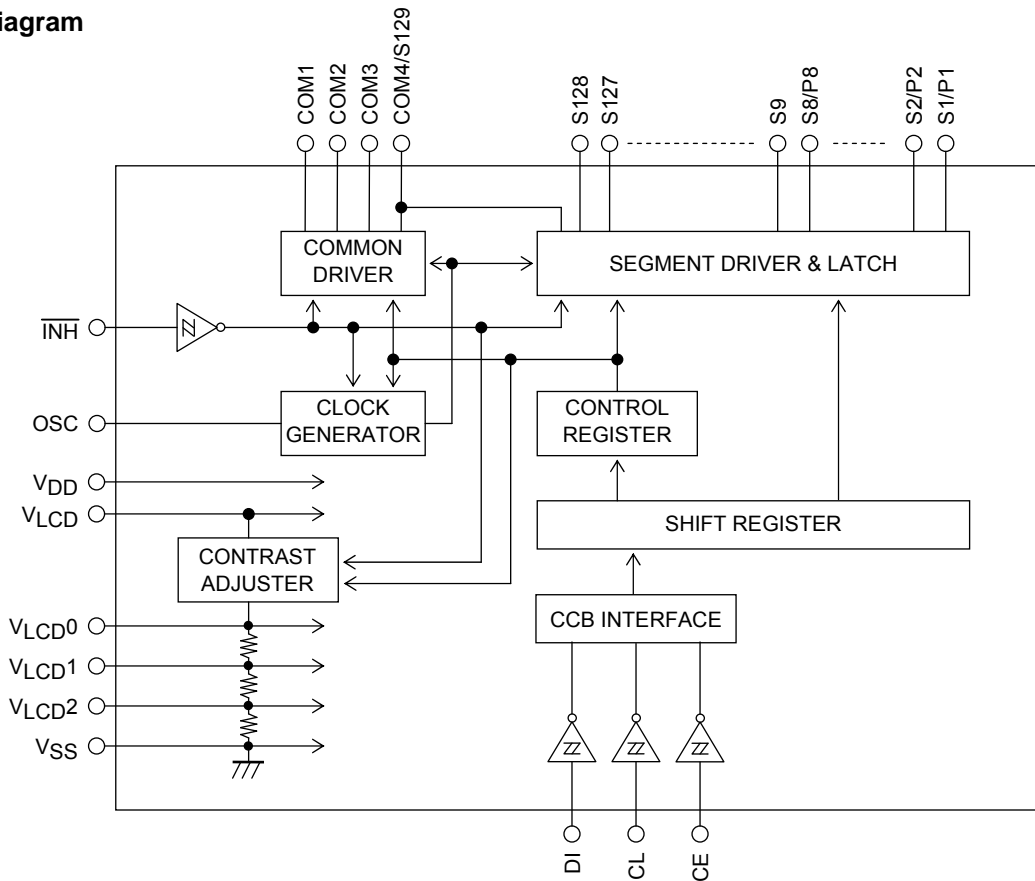 iagram
COM1
COM2
COM3
COM4/S129
S128
S127
S9
S8/P8
S2/P2
S1/P1
COMMON
DRIVER
SEGMENT DRIVER & LATCH
INH
OSC
CLOCK
GENERATOR
CONTROL
REGISTER
VDD
VLCD
SHIFT REGISTER
CONTRAST
ADJUSTER
CCB INTERFACE
VLCD0
VLCD1
VLCD2
VSS
DI
CL
CE